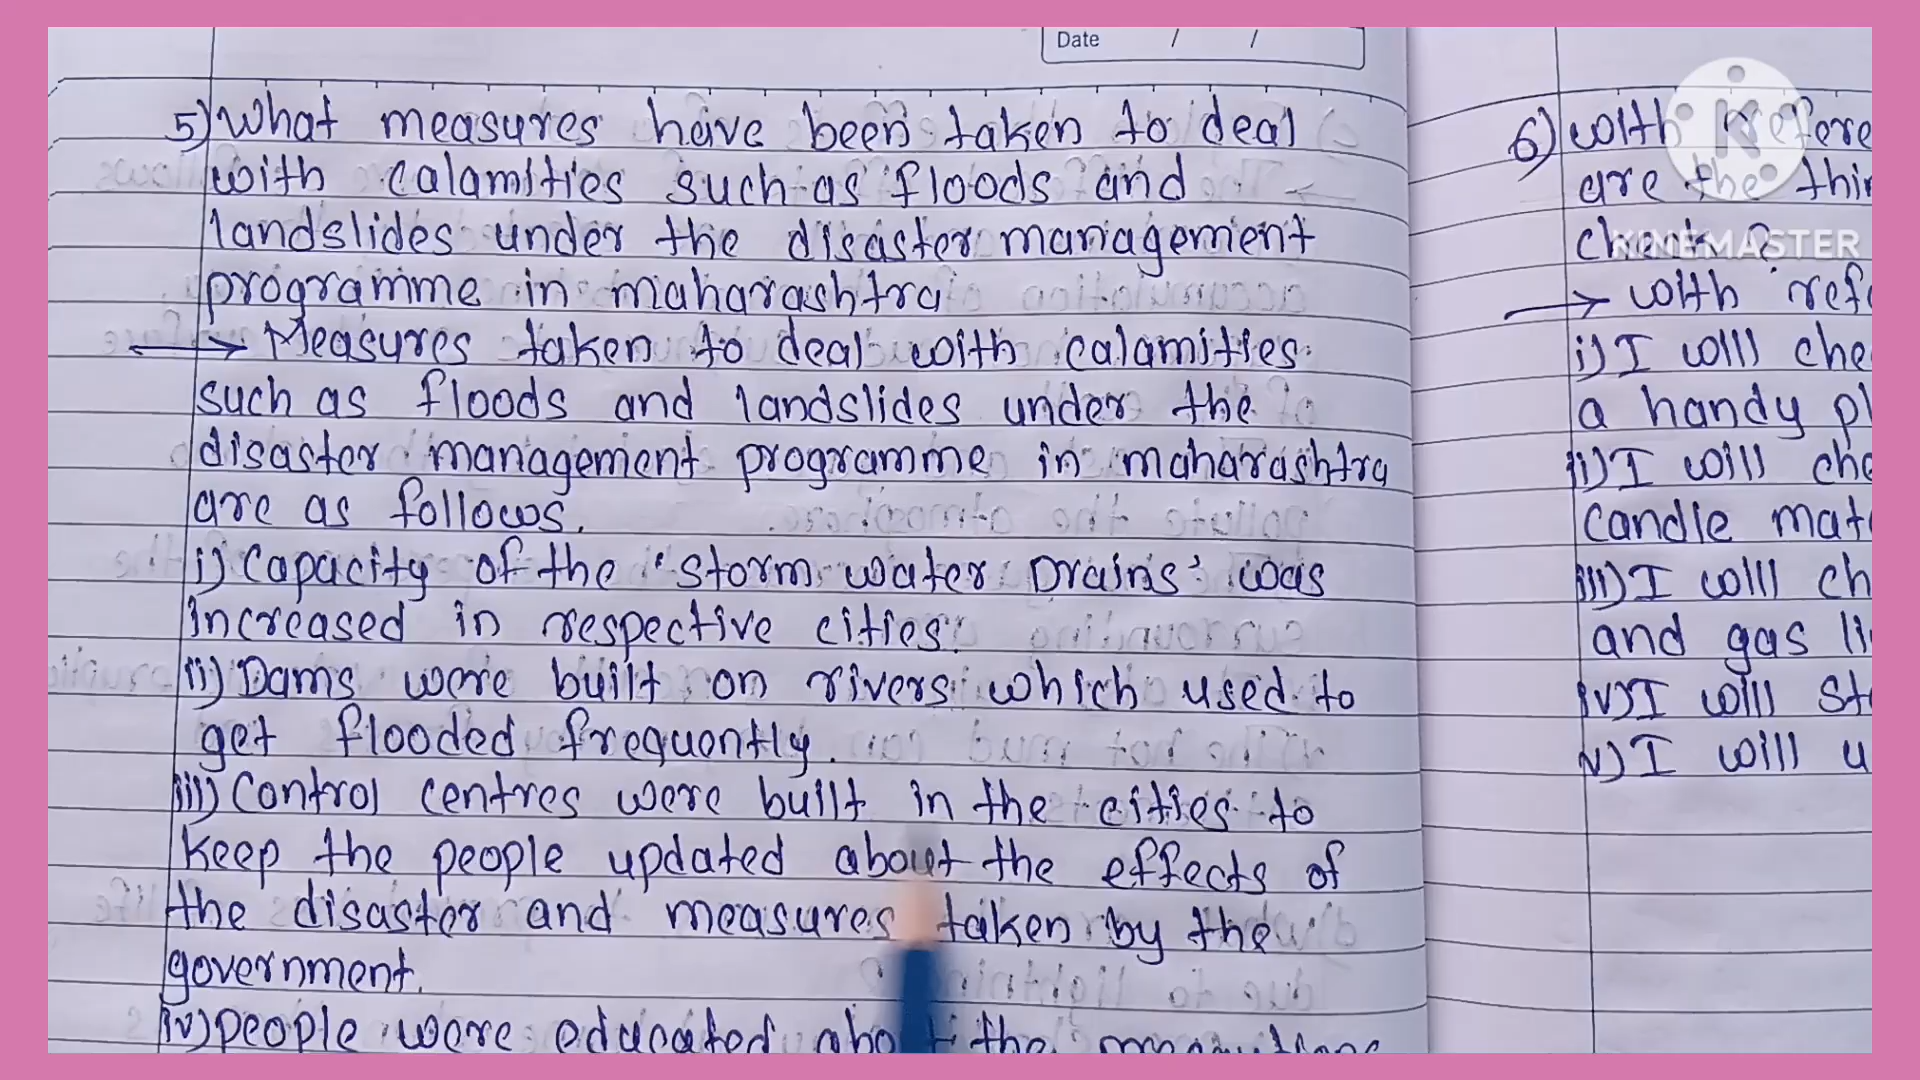 Date / /
5) What measures have been taken to deal
with calamities such as floods and
landslides under the disaster management
programme in maharashtra
→ Measures taken to deal with calamities
such as floods and landslides under the
disaster management programme in maharashtra
are as follows.
i) Capacity of the 'storm water Drains' was
increased in respective cities.
ii) Dams were built on rivers which used to
get flooded frequently.
iii) Control centres were built in the cities to
keep the people updated about the effects of
the disaster and measures taken by the
government.
iv) people were educated about the
6) With
are the
check ?
→ with
i) I will
a handy
ii) I will
candle
iii) I will
and gas
iv) I will
v) I will
KINEMASTER